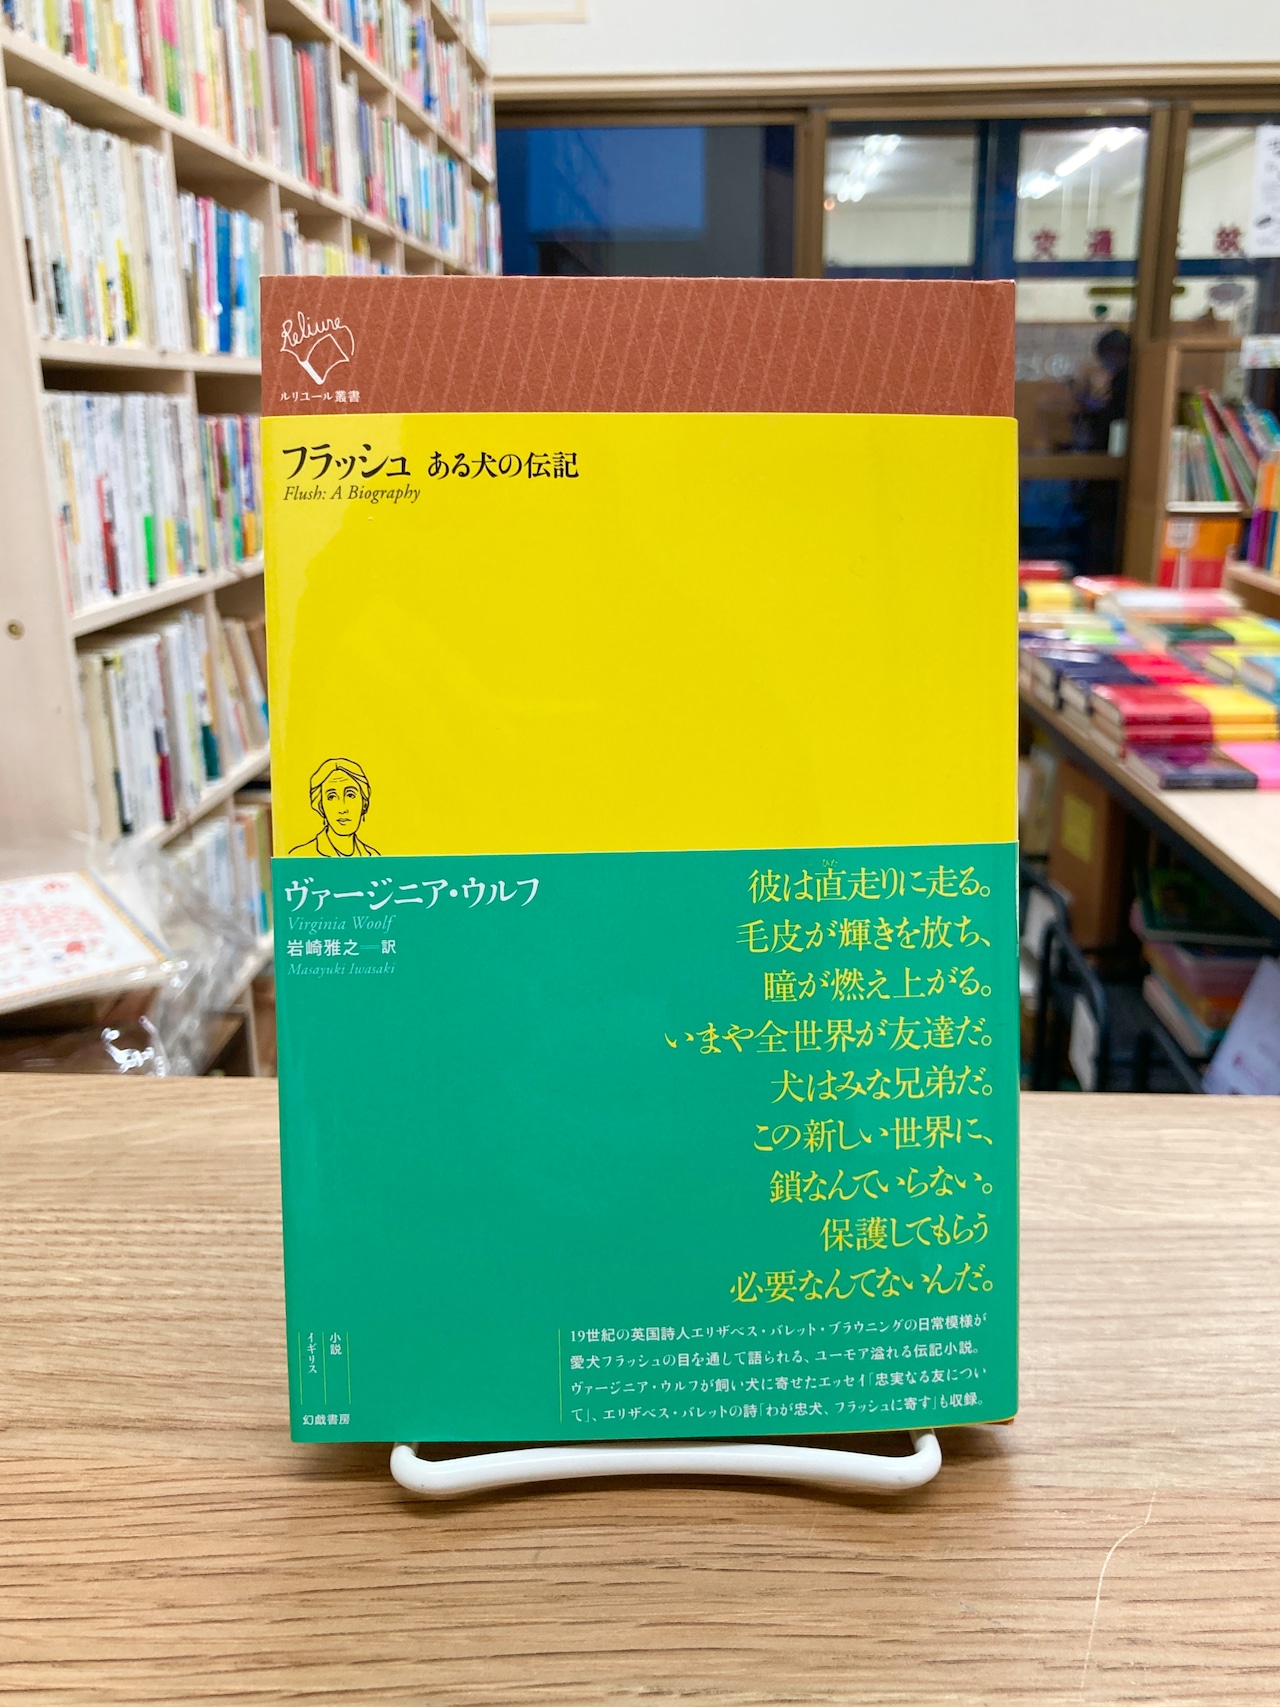 Reliure
ルリユール叢書
フラッシュ ある犬の伝記
Flush: A Biography
ヴァージニア・ウルフ
Virginia Woolf
岩崎雅之──訳
Masayuki Iwasaki
彼は直走りに走る。
ひた
毛皮が輝きを放ち、
瞳が燃え上がる。
いまや全世界が友達だ。
犬はみな兄弟だ。
この新しい世界に、
鎖なんていらない。
保護してもらう
必要なんてないんだ。
19世紀の英国詩人エリザベス・バレット・ブラウニングの日常模様が
愛犬フラッシュの目を通して語られる、ユーモア溢れる伝記小説。
ヴァージニア・ウルフが飼い犬に寄せたエッセイ「忠実なる友につい
て」、エリザベス・バレットの詩「わが忠犬、フラッシュに寄す」も収録。
小説
イギリス
幻戯書房
交通
故